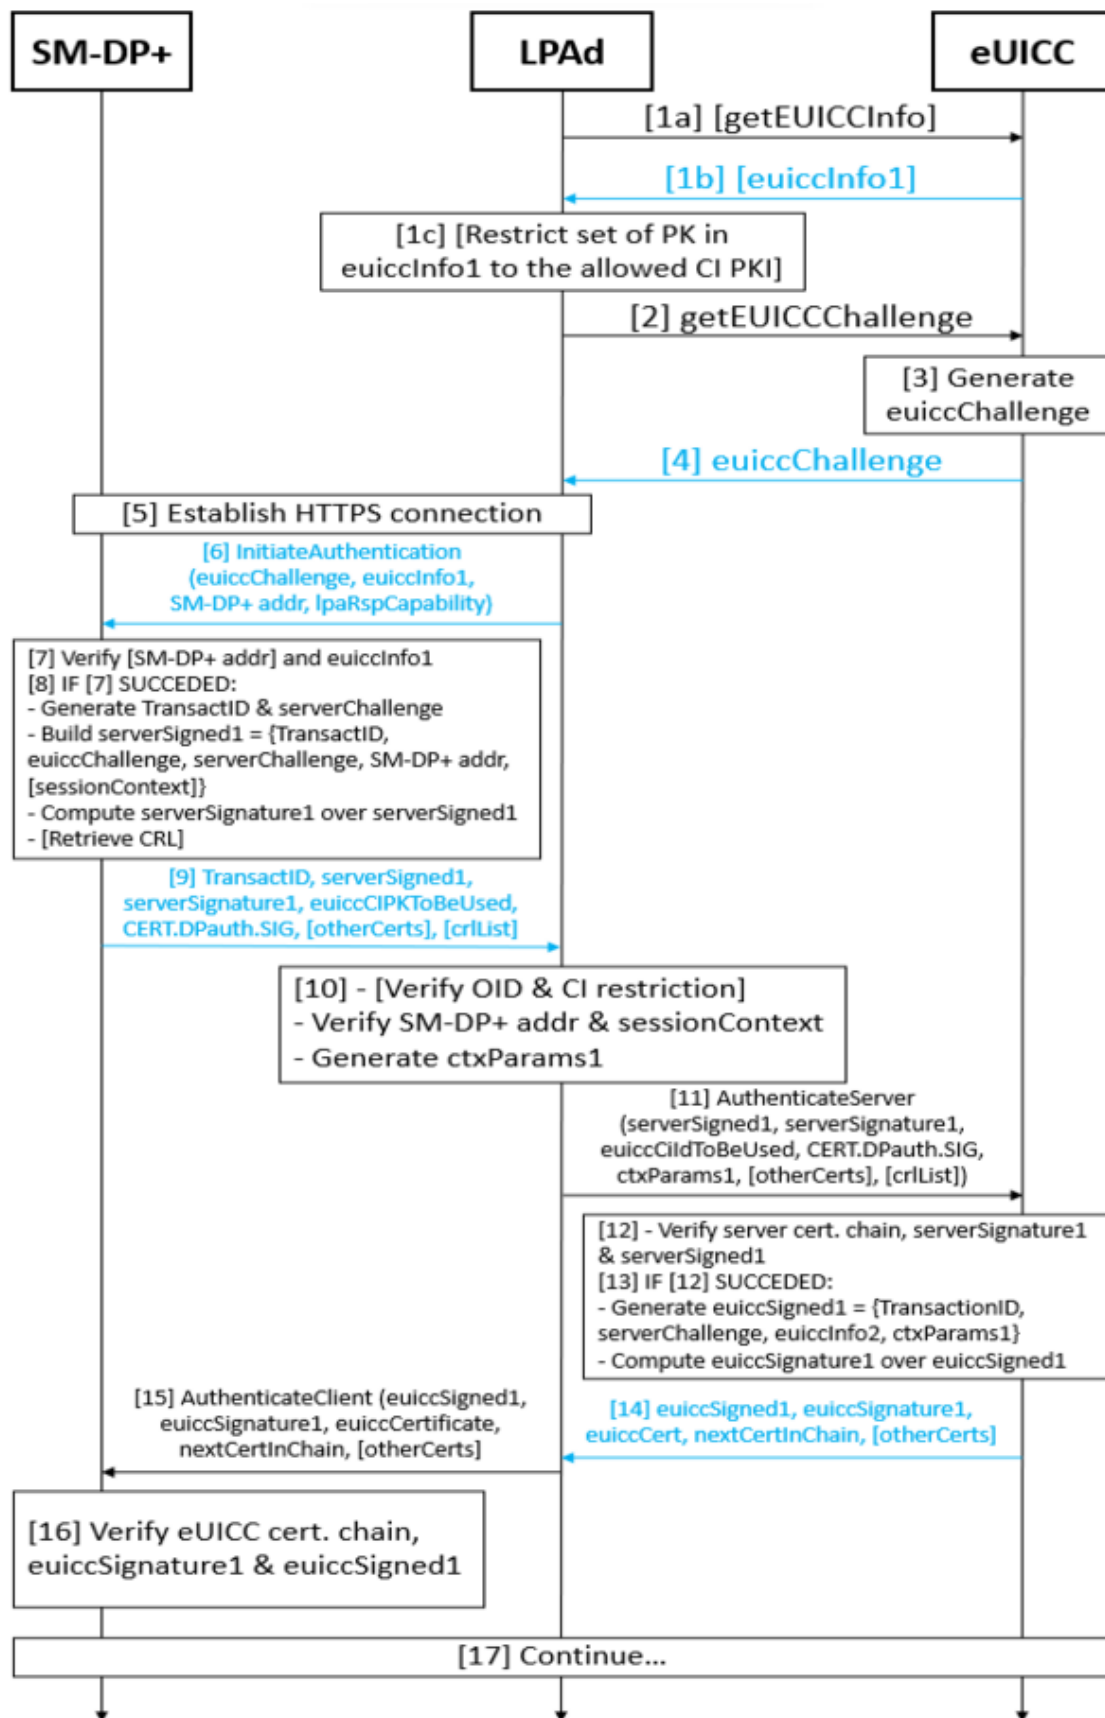 SM-DP+
LPAd
eUICC
[1a] [getEUICCInfo]
[1b] [euiccInfo1]
[1c] [Restrict set of PK in
euiccInfo1 to the allowed CI PKI]
[2] getEUICCChallenge
[3] Generate
euiccChallenge
[4] euiccChallenge
[5] Establish HTTPS connection
[6] InitiateAuthentication
(euiccChallenge, euiccInfo1,
SM-DP+ addr, lpaRspCapability)
[7] Verify [SM-DP+ addr] and euiccInfo1
[8] IF [7] SUCCEDED:
- Generate TransactID & serverChallenge
- Build serverSigned1 = {TransactID,
euiccChallenge, serverChallenge, SM-DP+ addr,
[sessionContext]}
- Compute serverSignature1 over serverSigned1
- [Retrieve CRL]
[9] TransactID, serverSigned1,
serverSignature1, euiccCIPKToBeUsed,
CERT.DPauth.SIG, [otherCerts], [crlList]
[10] - [Verify OID & CI restriction]
- Verify SM-DP+ addr & sessionContext
- Generate ctxParams1
[11] AuthenticateServer
(serverSigned1, serverSignature1,
euiccCiIdToBeUsed, CERT.DPauth.SIG,
ctxParams1, [otherCerts], [crlList])
[12] - Verify server cert. chain, serverSignature1
& serverSigned1
[13] IF [12] SUCCEDED:
- Generate euiccSigned1 = {TransactionID,
serverChallenge, euiccInfo2, ctxParams1}
- Compute euiccSignature1 over euiccSigned1
[14] euiccSigned1, euiccSignature1,
euiccCert, nextCertInChain, [otherCerts]
[15] AuthenticateClient (euiccSigned1,
euiccSignature1, euiccCertificate,
nextCertInChain, [otherCerts]
[16] Verify eUICC cert. chain,
euiccSignature1 & euiccSigned1
[17] Continue...